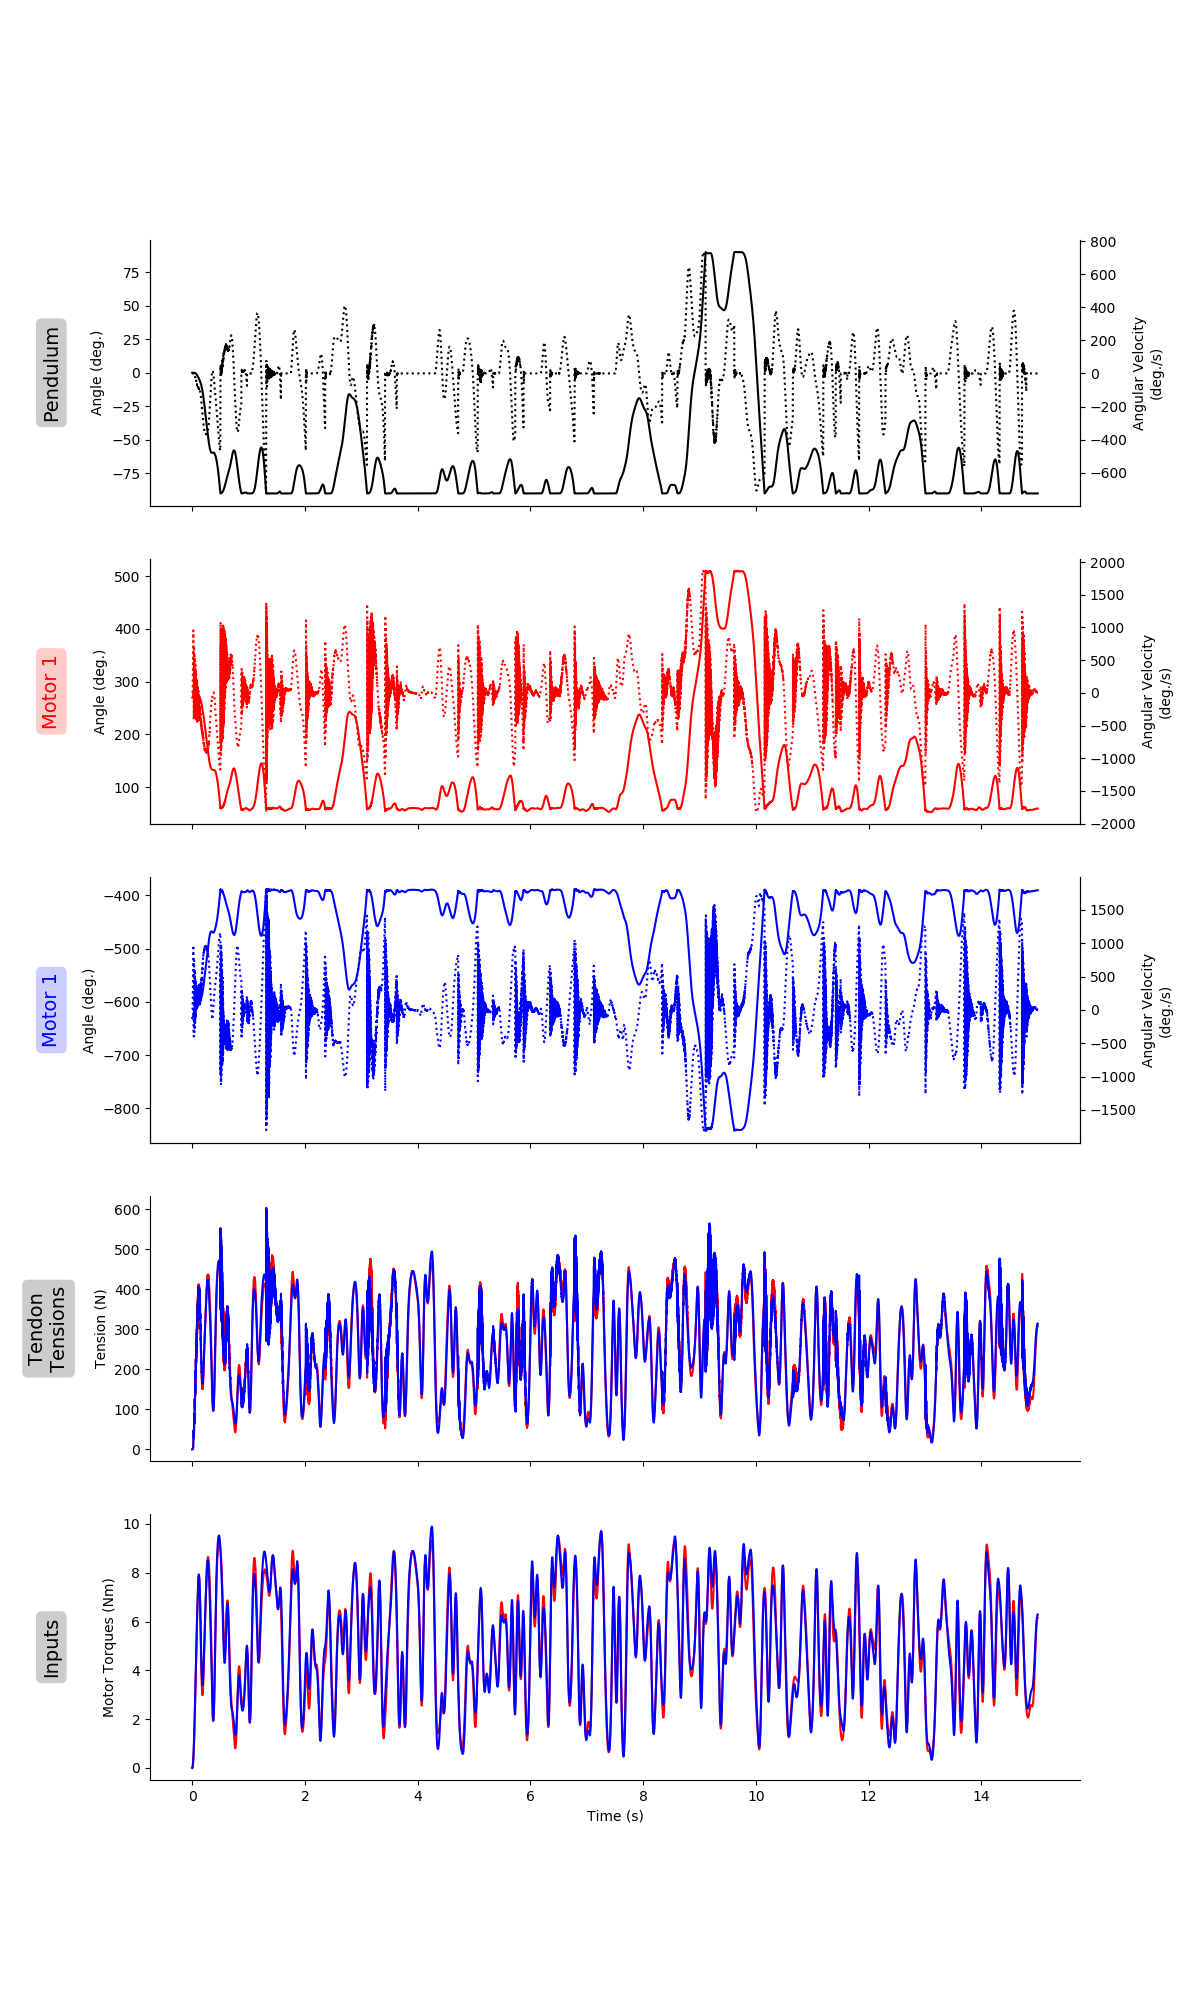 Pendulum
Angle (deg.)
75
50
25
0
−25
−50
−75
800
600
400
200
0
−200
−400
−600
Angular Velocity
(deg./s)
Motor 1
Angle (deg.)
500
400
300
200
100
2000
1500
1000
500
0
−500
−1000
−1500
−2000
Angular Velocity
(deg./s)
Motor 1
Angle (deg.)
−400
−500
−600
−700
−800
1500
1000
500
0
−500
−1000
−1500
Angular Velocity
(deg./s)
Tendon
Tensions
Tension (N)
600
500
400
300
200
100
0
Inputs
Motor Torques (Nm)
10
8
6
4
2
0
0 2 4 6 8 10 12 14
Time (s)